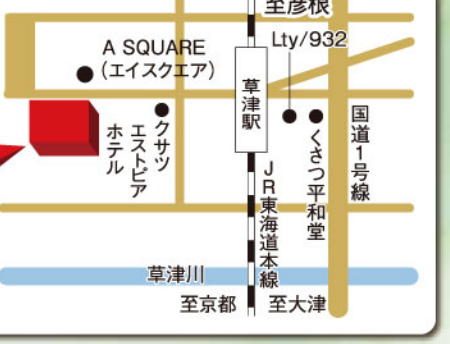 至彦根
A SQUARE
(エイスクエア)
Lty/932
草津駅
国道1号線
クサツ
エストピア
ホテル
くさつ平和堂
JR東海道本線
草津川
至京都
至大津